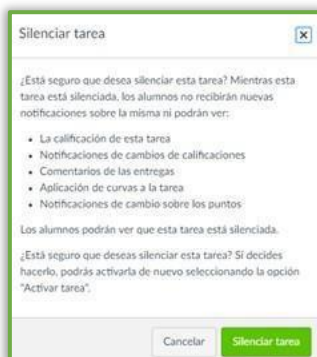 Silenciar tarea
¿Está seguro que desea silenciar esta tarea? Mientras esta
tarea está silenciada, los alumnos no recibirán nuevas
notificaciones sobre la misma ni podrán ver:
• La calificación de esta tarea
• Notificaciones de cambios de calificaciones
• Comentarios de las entregas
• Aplicación de curvas a la tarea
• Notificaciones de cambio sobre los puntos
Los alumnos podrán ver que esta tarea está silenciada.
¿Está seguro que deseas silenciar esta tarea? Si decides
hacerlo, podrás activarla de nuevo seleccionando la opción
"Activar tarea".
Cancelar Silenciar tarea